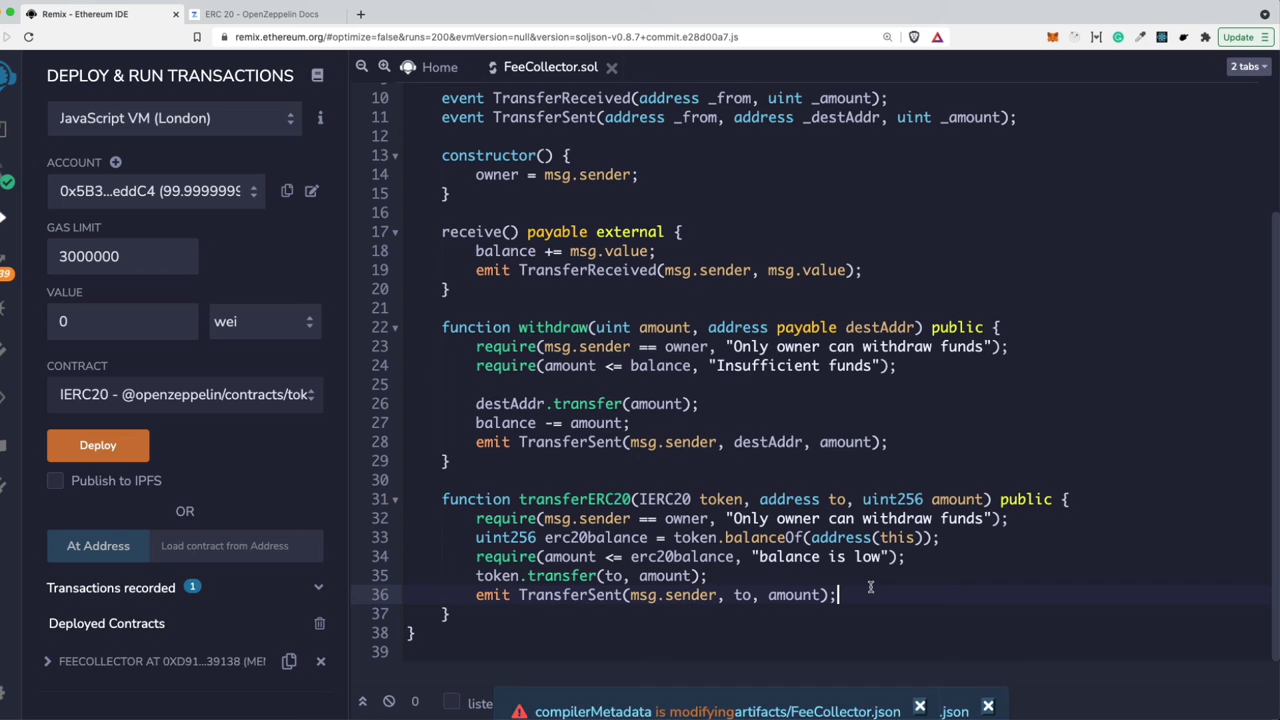 Remix - Ethereum IDE
ERC 20 - OpenZeppelin Docs
remix.ethereum.org/#optimize=false&runs=200&evmVersion=null&version=soljson-v0.8.7+commit.e28d00a7.js
Update
DEPLOY & RUN TRANSACTIONS
JavaScript VM (London)
ACCOUNT
0x5B3...eddC4 (99.9999999
GAS LIMIT
3000000
VALUE
0
wei
CONTRACT
IERC20 - @openzeppelin/contracts/tok
Deploy
Publish to IPFS
OR
At Address
Load contract from Address
Transactions recorded 1
Deployed Contracts
FEECOLLECTOR AT 0XD91...39138 (MEM
39
Home
FeeCollector.sol
2 tabs
10 event TransferReceived(address _from, uint _amount);
11 event TransferSent(address _from, address _destAddr, uint _amount);
12
13 constructor() {
14 owner = msg.sender;
15 }
16
17 receive() payable external {
18 balance += msg.value;
19 emit TransferReceived(msg.sender, msg.value);
20 }
21
22 function withdraw(uint amount, address payable destAddr) public {
23 require(msg.sender == owner, "Only owner can withdraw funds");
24 require(amount <= balance, "Insufficient funds");
25
26 destAddr.transfer(amount);
27 balance -= amount;
28 emit TransferSent(msg.sender, destAddr, amount);
29 }
30
31 function transferERC20(IERC20 token, address to, uint256 amount) public {
32 require(msg.sender == owner, "Only owner can withdraw funds");
33 uint256 erc20balance = token.balanceOf(address(this));
34 require(amount <= erc20balance, "balance is low");
35 token.transfer(to, amount);
36 emit TransferSent(msg.sender, to, amount);
37 }
38 }
39
0
liste
compilerMetadata is modifyingartifacts/FeeCollector.json
.json